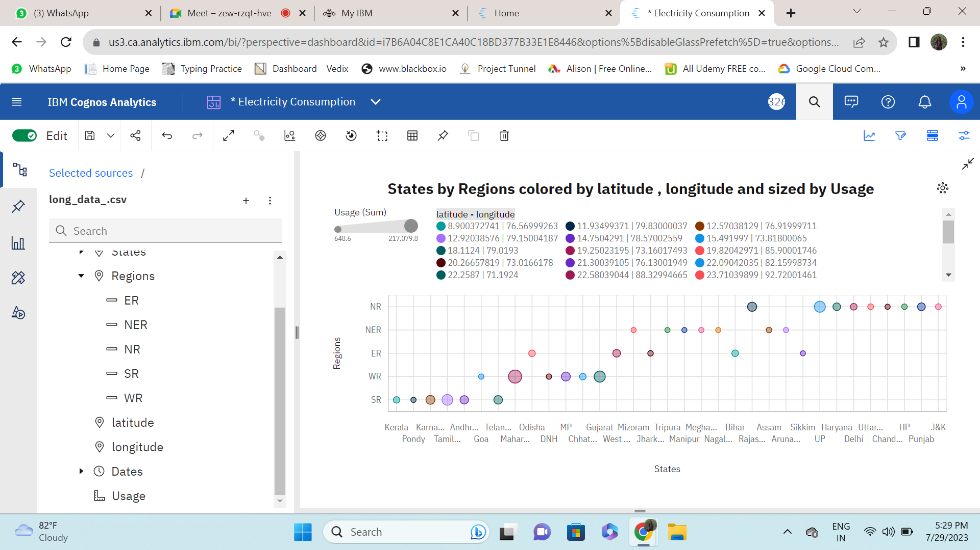 (3) WhatsApp
Meet – zew-rzqt-hve
My IBM
Home
* Electricity Consumption
us3.ca.analytics.ibm.com/bi/?perspective=dashboard&id=i7B6A04C8E1CA40C18BD377B33E1E8446&options%5BdisableGlassPrefetch%5D=true&options...
WhatsApp Home Page Typing Practice Dashboard Vedix www.blackbox.io Project Tunnel Alison | Free Online... All Udemy FREE co... Google Cloud Com... »
IBM Cognos Analytics
* Electricity Consumption
Edit
Selected sources /
long_data_.csv
Search
States
Regions
ER
NER
NR
SR
WR
latitude
longitude
Dates
Usage
States by Regions colored by latitude , longitude and sized by Usage
Usage (Sum)
648.6 217,079.8
latitude - longitude
8.900372741 | 76.56999263 11.93499371 | 79.83000037 12.57038129 | 76.91999711
12.92038576 | 79.15004187 14.7504291 | 78.57002559 15.491997 | 73.81800065
18.1124 | 79.0193 19.25023195 | 73.16017493 19.82042971 | 85.90001746
20.26657819 | 73.0166178 21.30039105 | 76.13001949 22.09042035 | 82.15998734
22.2587 | 71.1924 22.58039044 | 88.32994665 23.71039899 | 92.72001461
NR
NER
ER
WR
SR
Regions
Kerala Karna... Andhr... Telan... Odisha MP Gujarat Mizoram Tripura Megha... Bihar Assam Sikkim Haryana Uttar... HP J&K
Pondy Tamil... Goa Mahar... DNH Chhat... West ... Jhark... Manipur Nagal... Rajas... Aruna... UP Delhi Chand... Punjab
States
82°F
Cloudy
Search
ENG
IN
5:29 PM
7/29/2023